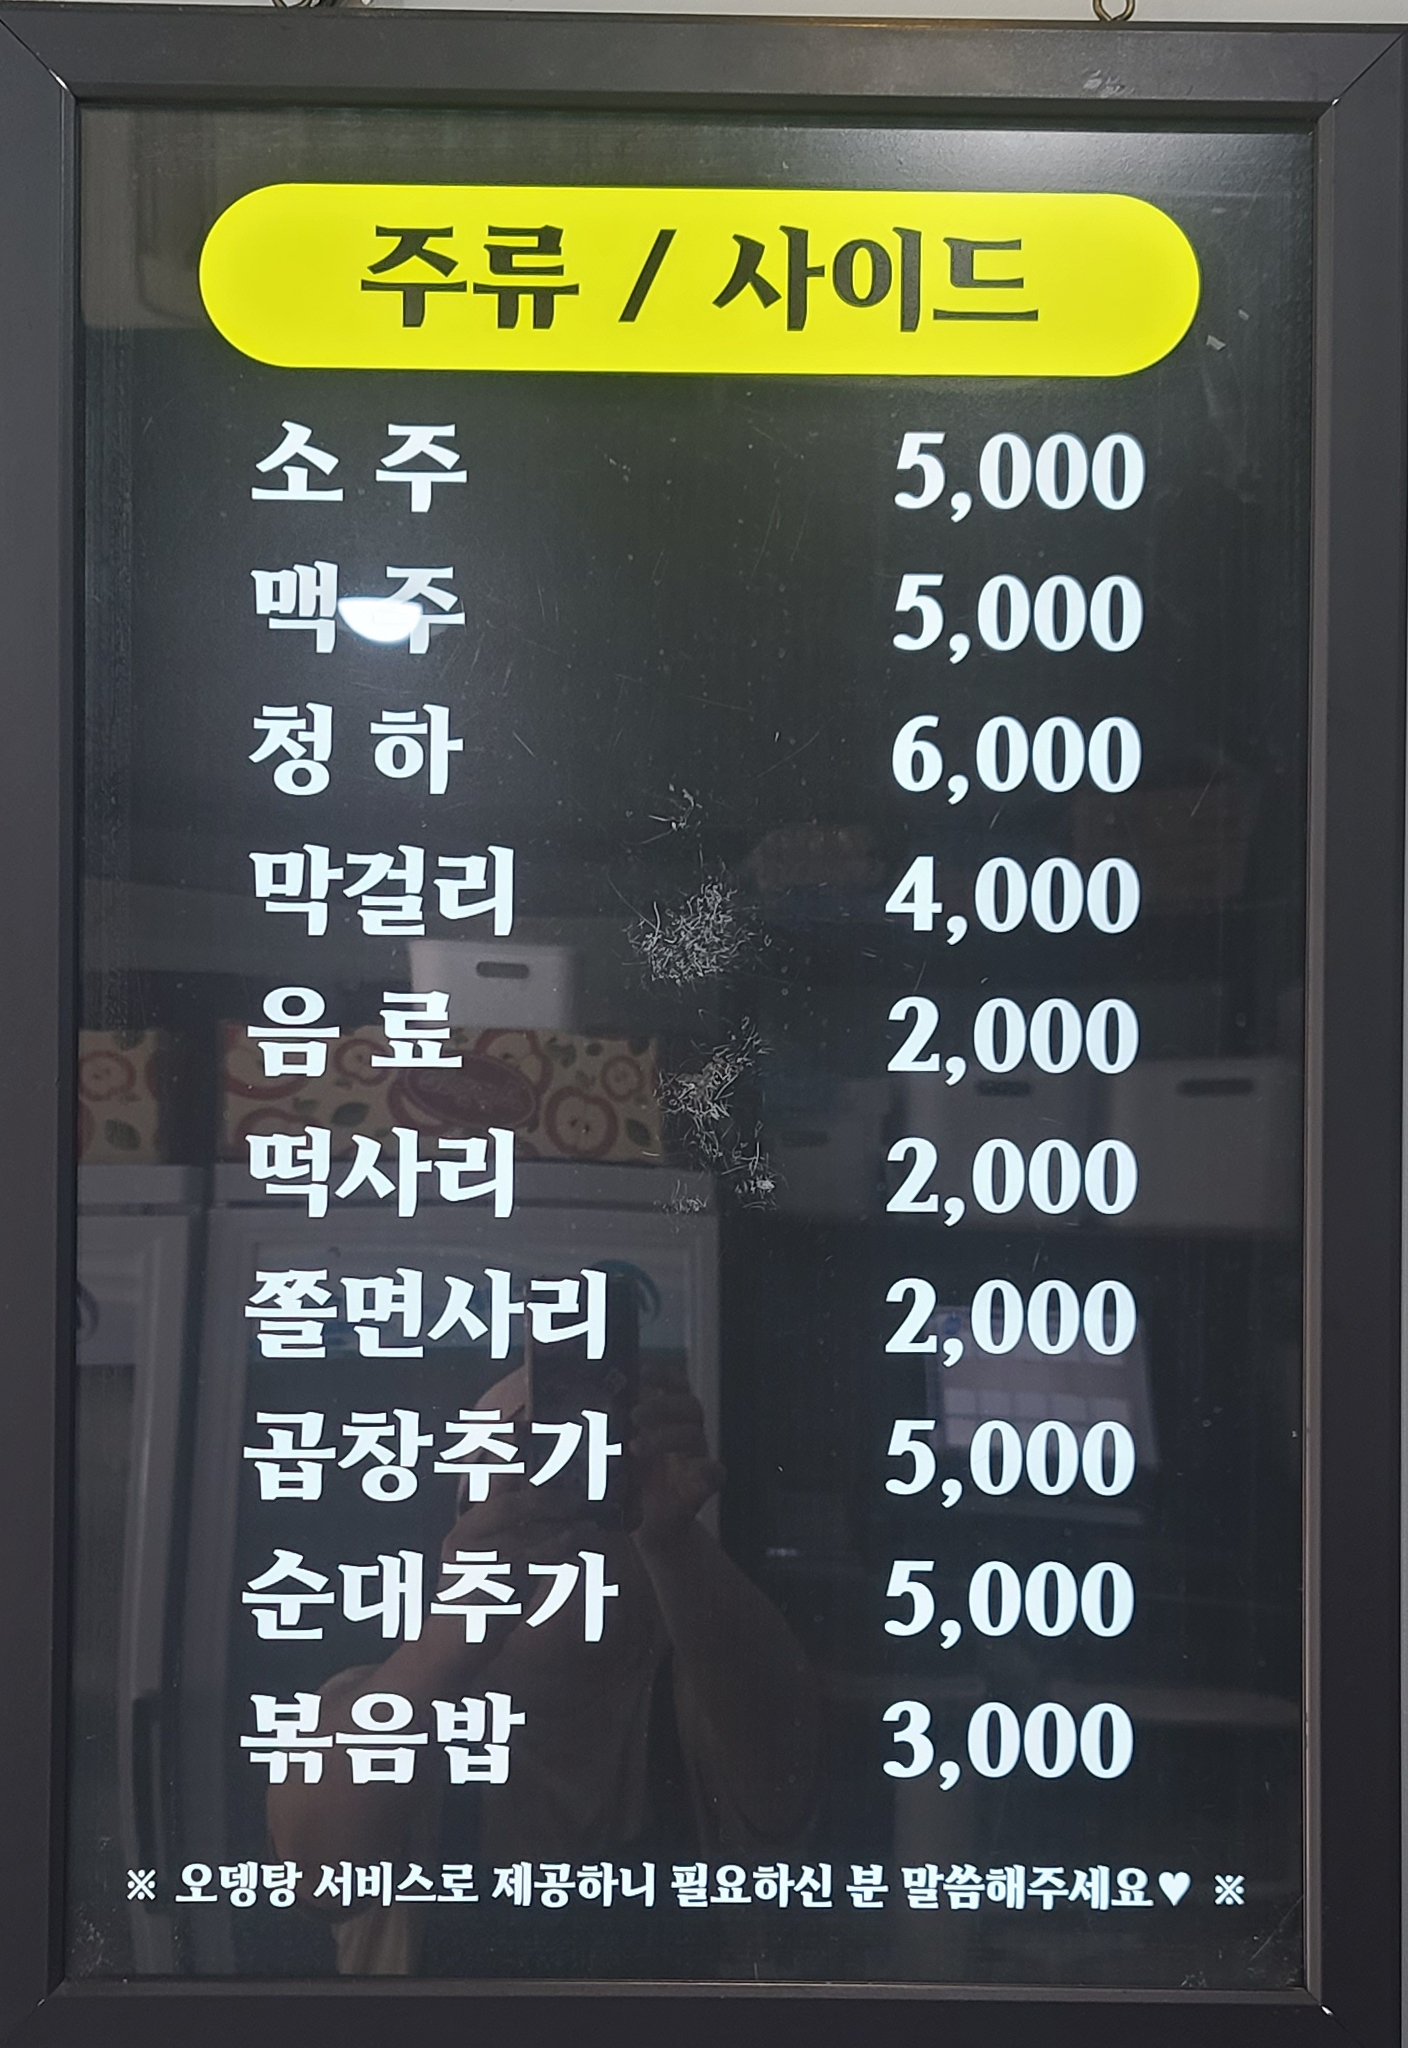 주류 / 사이드
소 주 5,000
맥 주 5,000
청 하 6,000
막걸리 4,000
음 료 2,000
떡사리 2,000
쫄면사리 2,000
곱창추가 5,000
순대추가 5,000
볶음밥 3,000
※ 오뎅탕 서비스로 제공하니 필요하신 분 말씀해주세요♥ ※